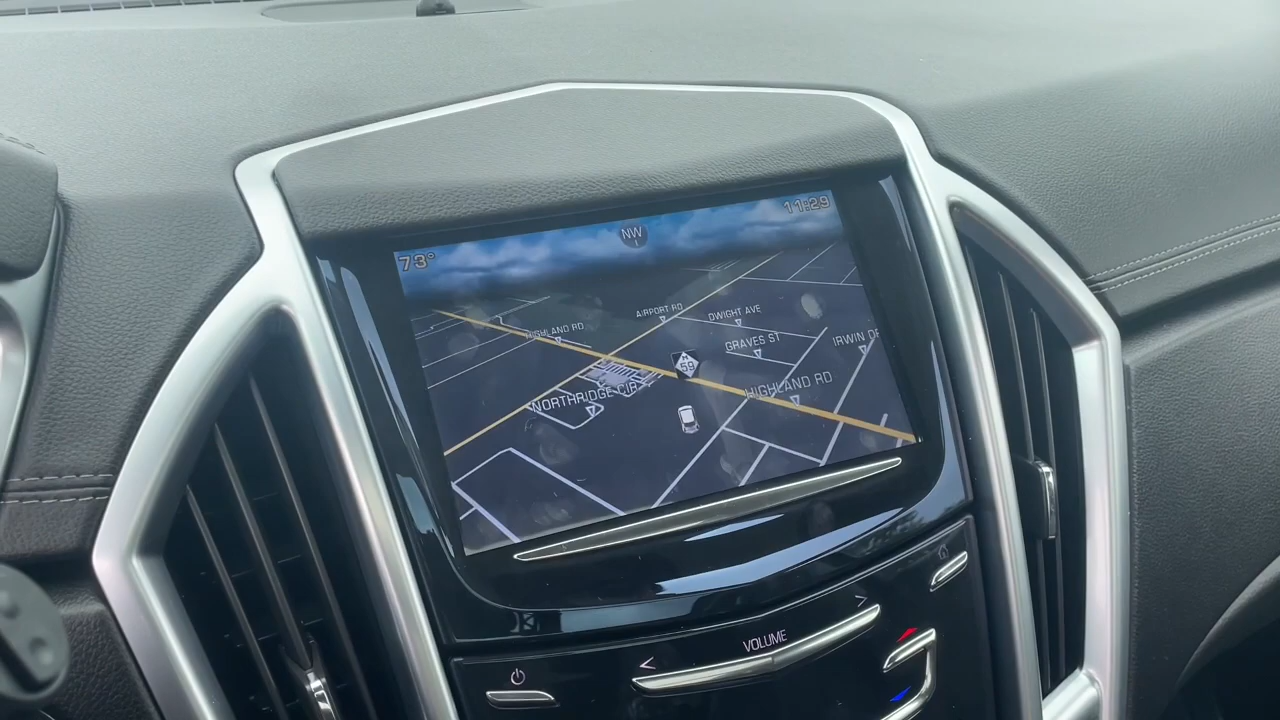 11:29
NW
73°
AIRPORT RD
DWIGHT AVE
HIGHLAND RD
GRAVES ST
IRWIN DR
59
NORTHRIDGE CIR
HIGHLAND RD
VOLUME